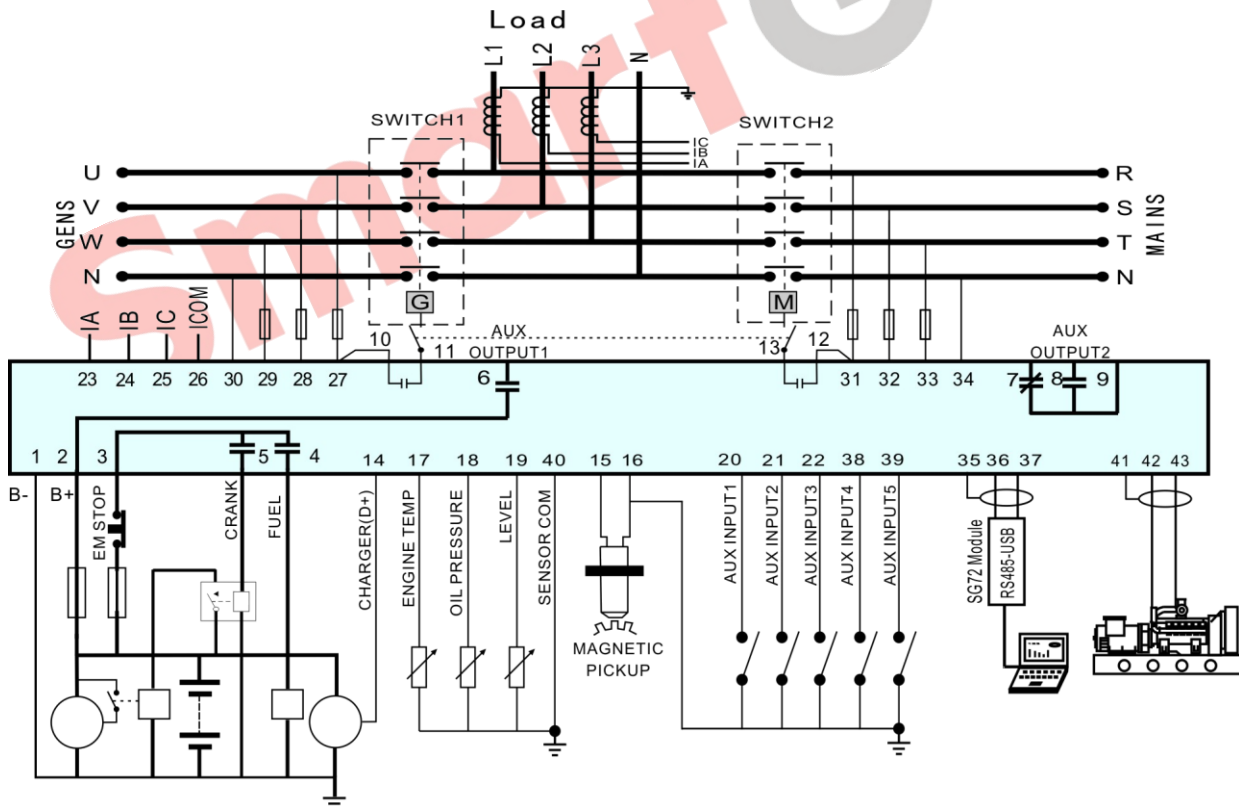 SmartG
Load
L1
L2
L3
N
SWITCH1
SWITCH2
IC
IB
IA
GENS
U
V
W
N
R
S
T
N
MAINS
G
M
IA
IB
IC
ICOM
10
11
AUX
OUTPUT1
13
12
AUX
OUTPUT2
23
24
25
26
30
29
28
27
6
31
32
33
34
7
8
9
1
2
3
5
4
14
17
18
19
40
15
16
20
21
22
38
39
35
36
37
41
42
43
B-
B+
EM STOP
CRANK
FUEL
CHARGER(D+)
ENGINE TEMP
OIL PRESSURE
LEVEL
SENSOR COM
MAGNETIC
PICKUP
AUX INPUT1
AUX INPUT2
AUX INPUT3
AUX INPUT4
AUX INPUT5
SG72 Module
RS485-USB